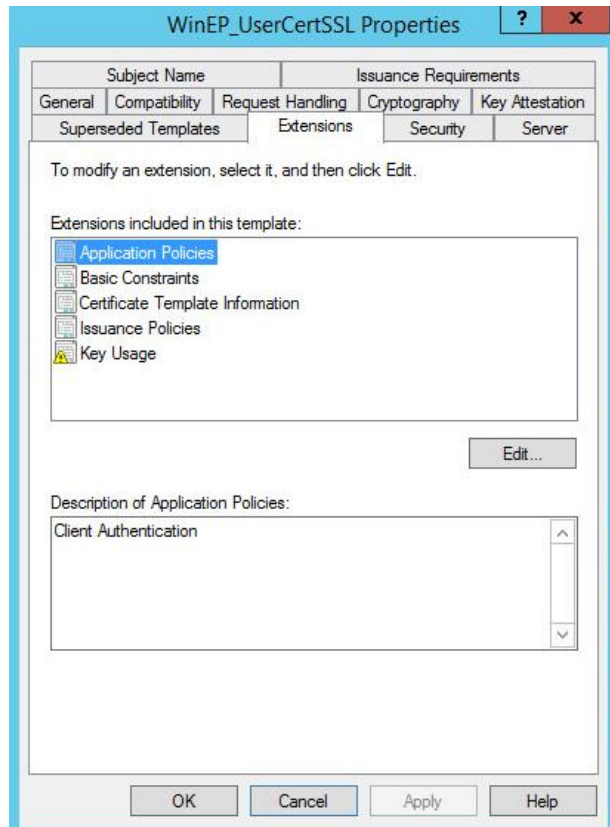 WinEP_UserCertSSL Properties
? x
Subject Name Issuance Requirements
General Compatibility Request Handling Cryptography Key Attestation
Superseded Templates Extensions Security Server
To modify an extension, select it, and then click Edit.
Extensions included in this template:
Application Policies
Basic Constraints
Certificate Template Information
Issuance Policies
Key Usage
Edit...
Description of Application Policies:
Client Authentication
OK Cancel Apply Help